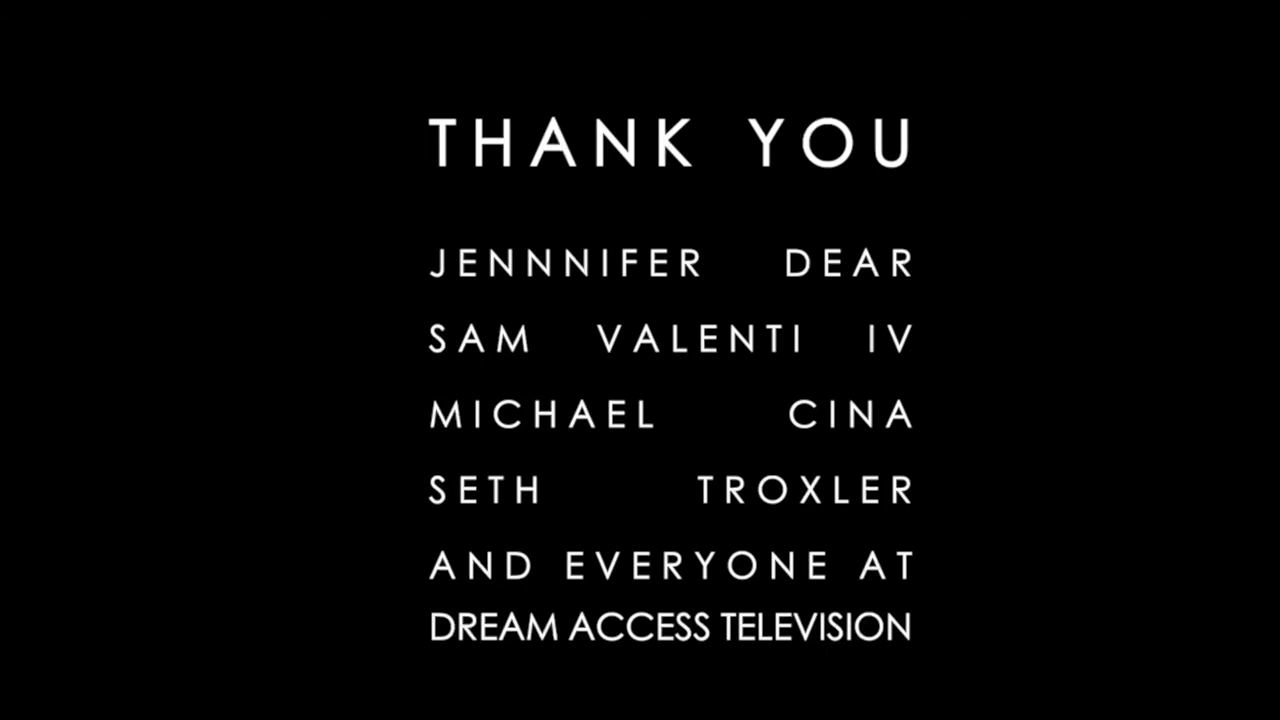 THANK YOU
JENNNIFER DEAR
SAM VALENTI IV
MICHAEL CINA
SETH TROXLER
AND EVERYONE AT
DREAM ACCESS TELEVISION